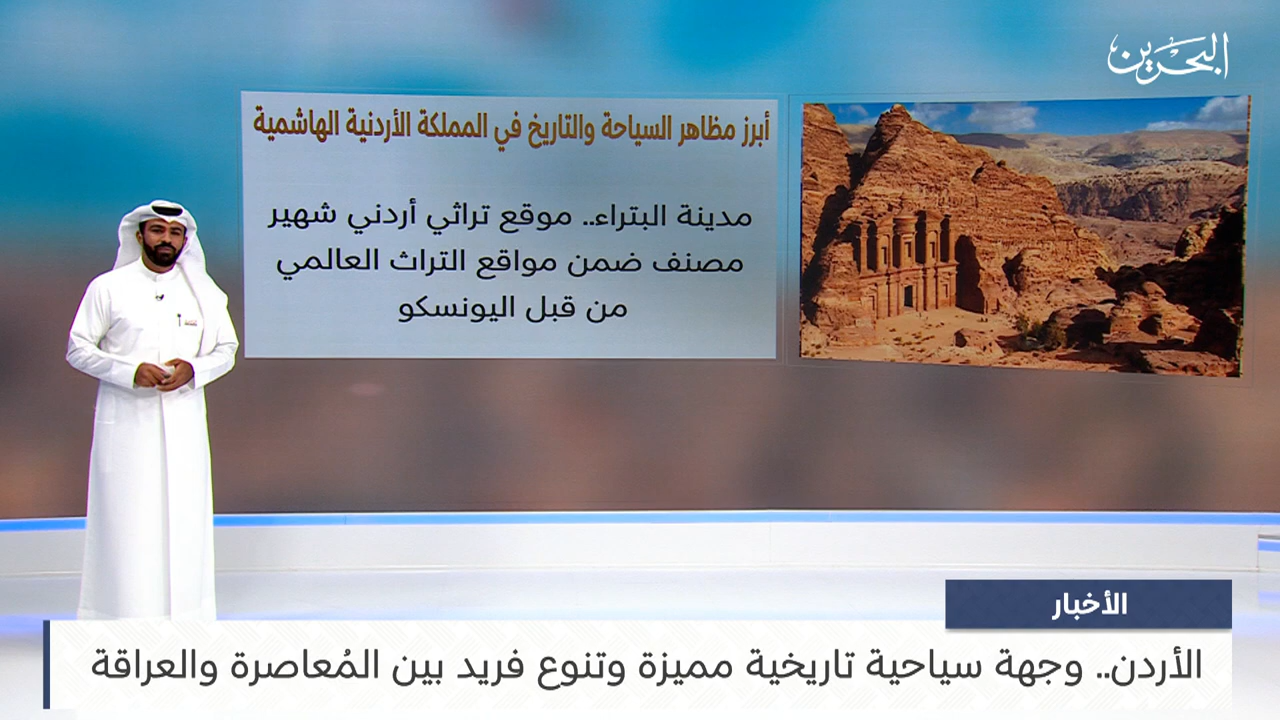 البحرين
أبرز مظاهر السياحة والتاريخ في المملكة الأردنية الهاشمية
مدينة البتراء.. موقع تراثي أردني شهير
مصنف ضمن مواقع التراث العالمي
من قبل اليونسكو
الأخبار
الأردن.. وجهة سياحية تاريخية مميزة وتنوع فريد بين المُعاصرة والعراقة